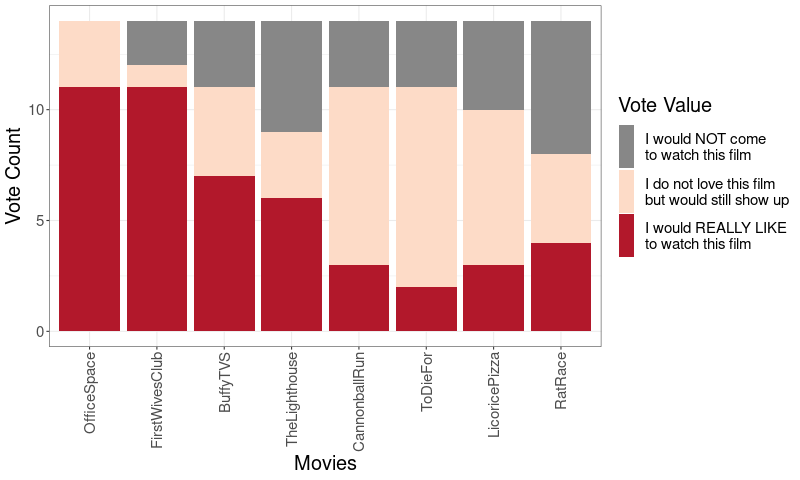 Vote Count
10
5
0
OfficeSpace
FirstWivesClub
BuffyTVS
TheLighthouse
CannonballRun
ToDieFor
LicoricePizza
RatRace
Movies
Vote Value
I would NOT come
to watch this film
I do not love this film
but would still show up
I would REALLY LIKE
to watch this film